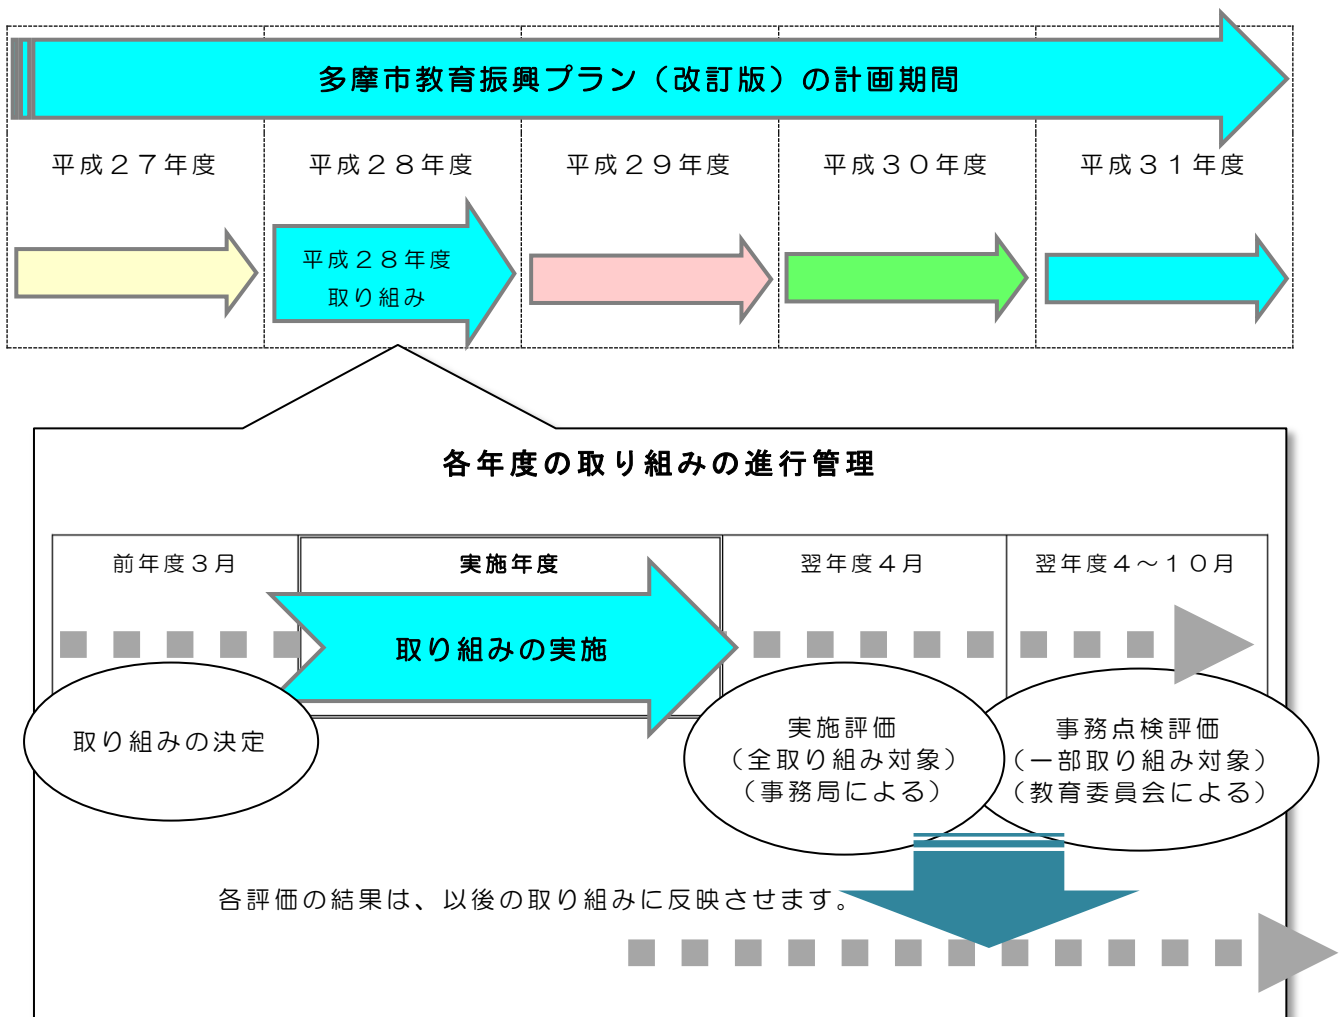 多摩市教育振興プラン（改訂版）の計画期間
平成２７年度
平成２８年度
平成２９年度
平成３０年度
平成３１年度
平成２８年度
取り組み
各年度の取り組みの進行管理
前年度３月
実施年度
翌年度４月
翌年度４～１０月
取り組みの実施
取り組みの決定
実施評価
（全取り組み対象）
（事務局による）
事務点検評価
（一部取り組み対象）
（教育委員会による）
各評価の結果は、以後の取り組みに反映させます。